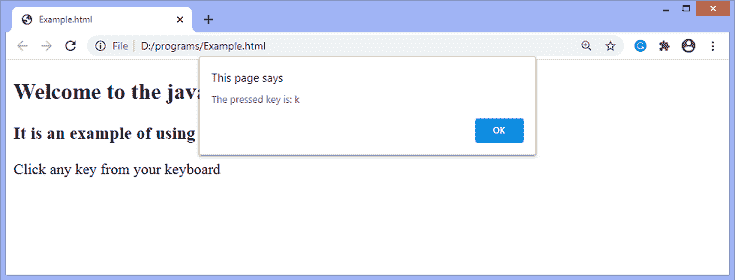 Example.html
File | D:/programs/Example.html
This page says
Welcome to the java
The pressed key is: k
OK
It is an example of using
Click any key from your keyboard